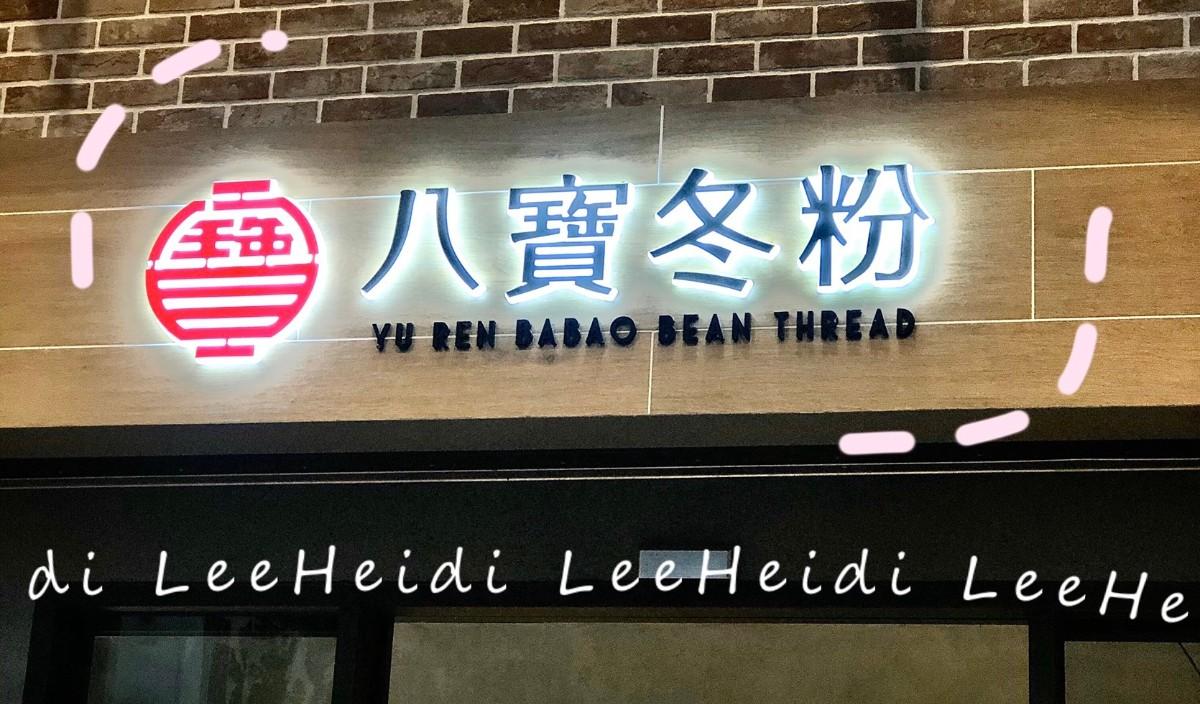 八寶冬粉
YU REN BABAO BEAN THREAD
di LeeHeidi LeeHeidi LeeHe